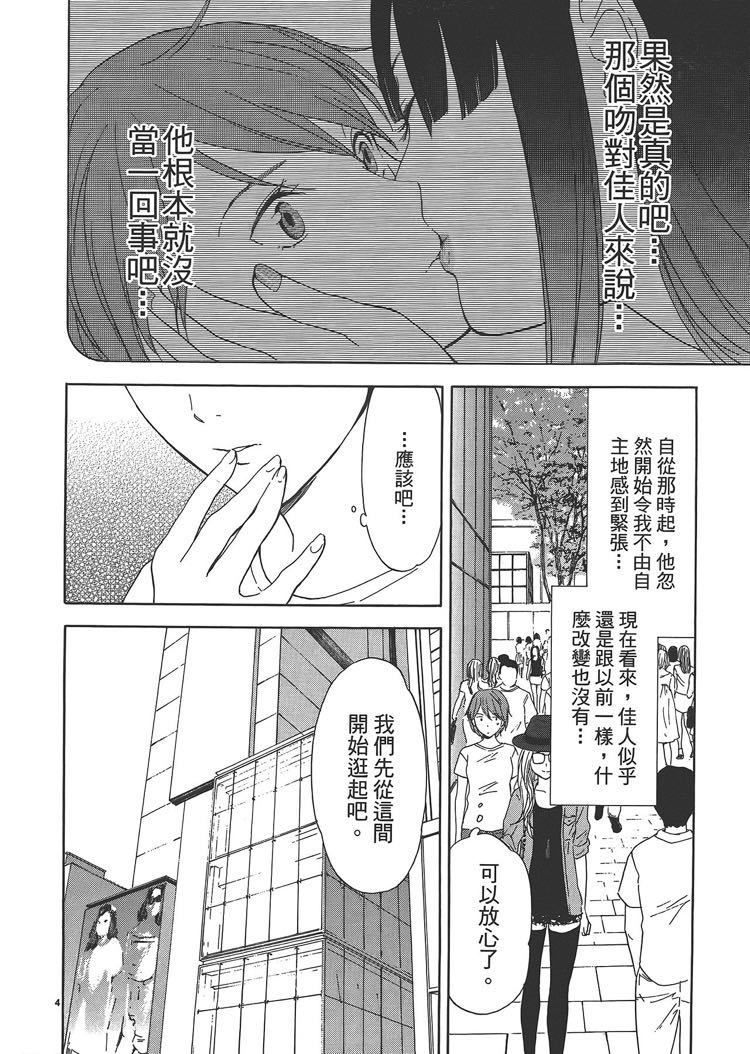 果然是真的吧…
那個吻對佳人來說…
他根本就沒
當一回事吧…
自從那時起，他忽
然開始令我不由自
主地感到緊張…
現在看來，佳人似乎
還是跟以前一樣，什
麼改變也沒有…
可以放心了。
…應該吧…
我們先從這間
開始逛起吧。
4